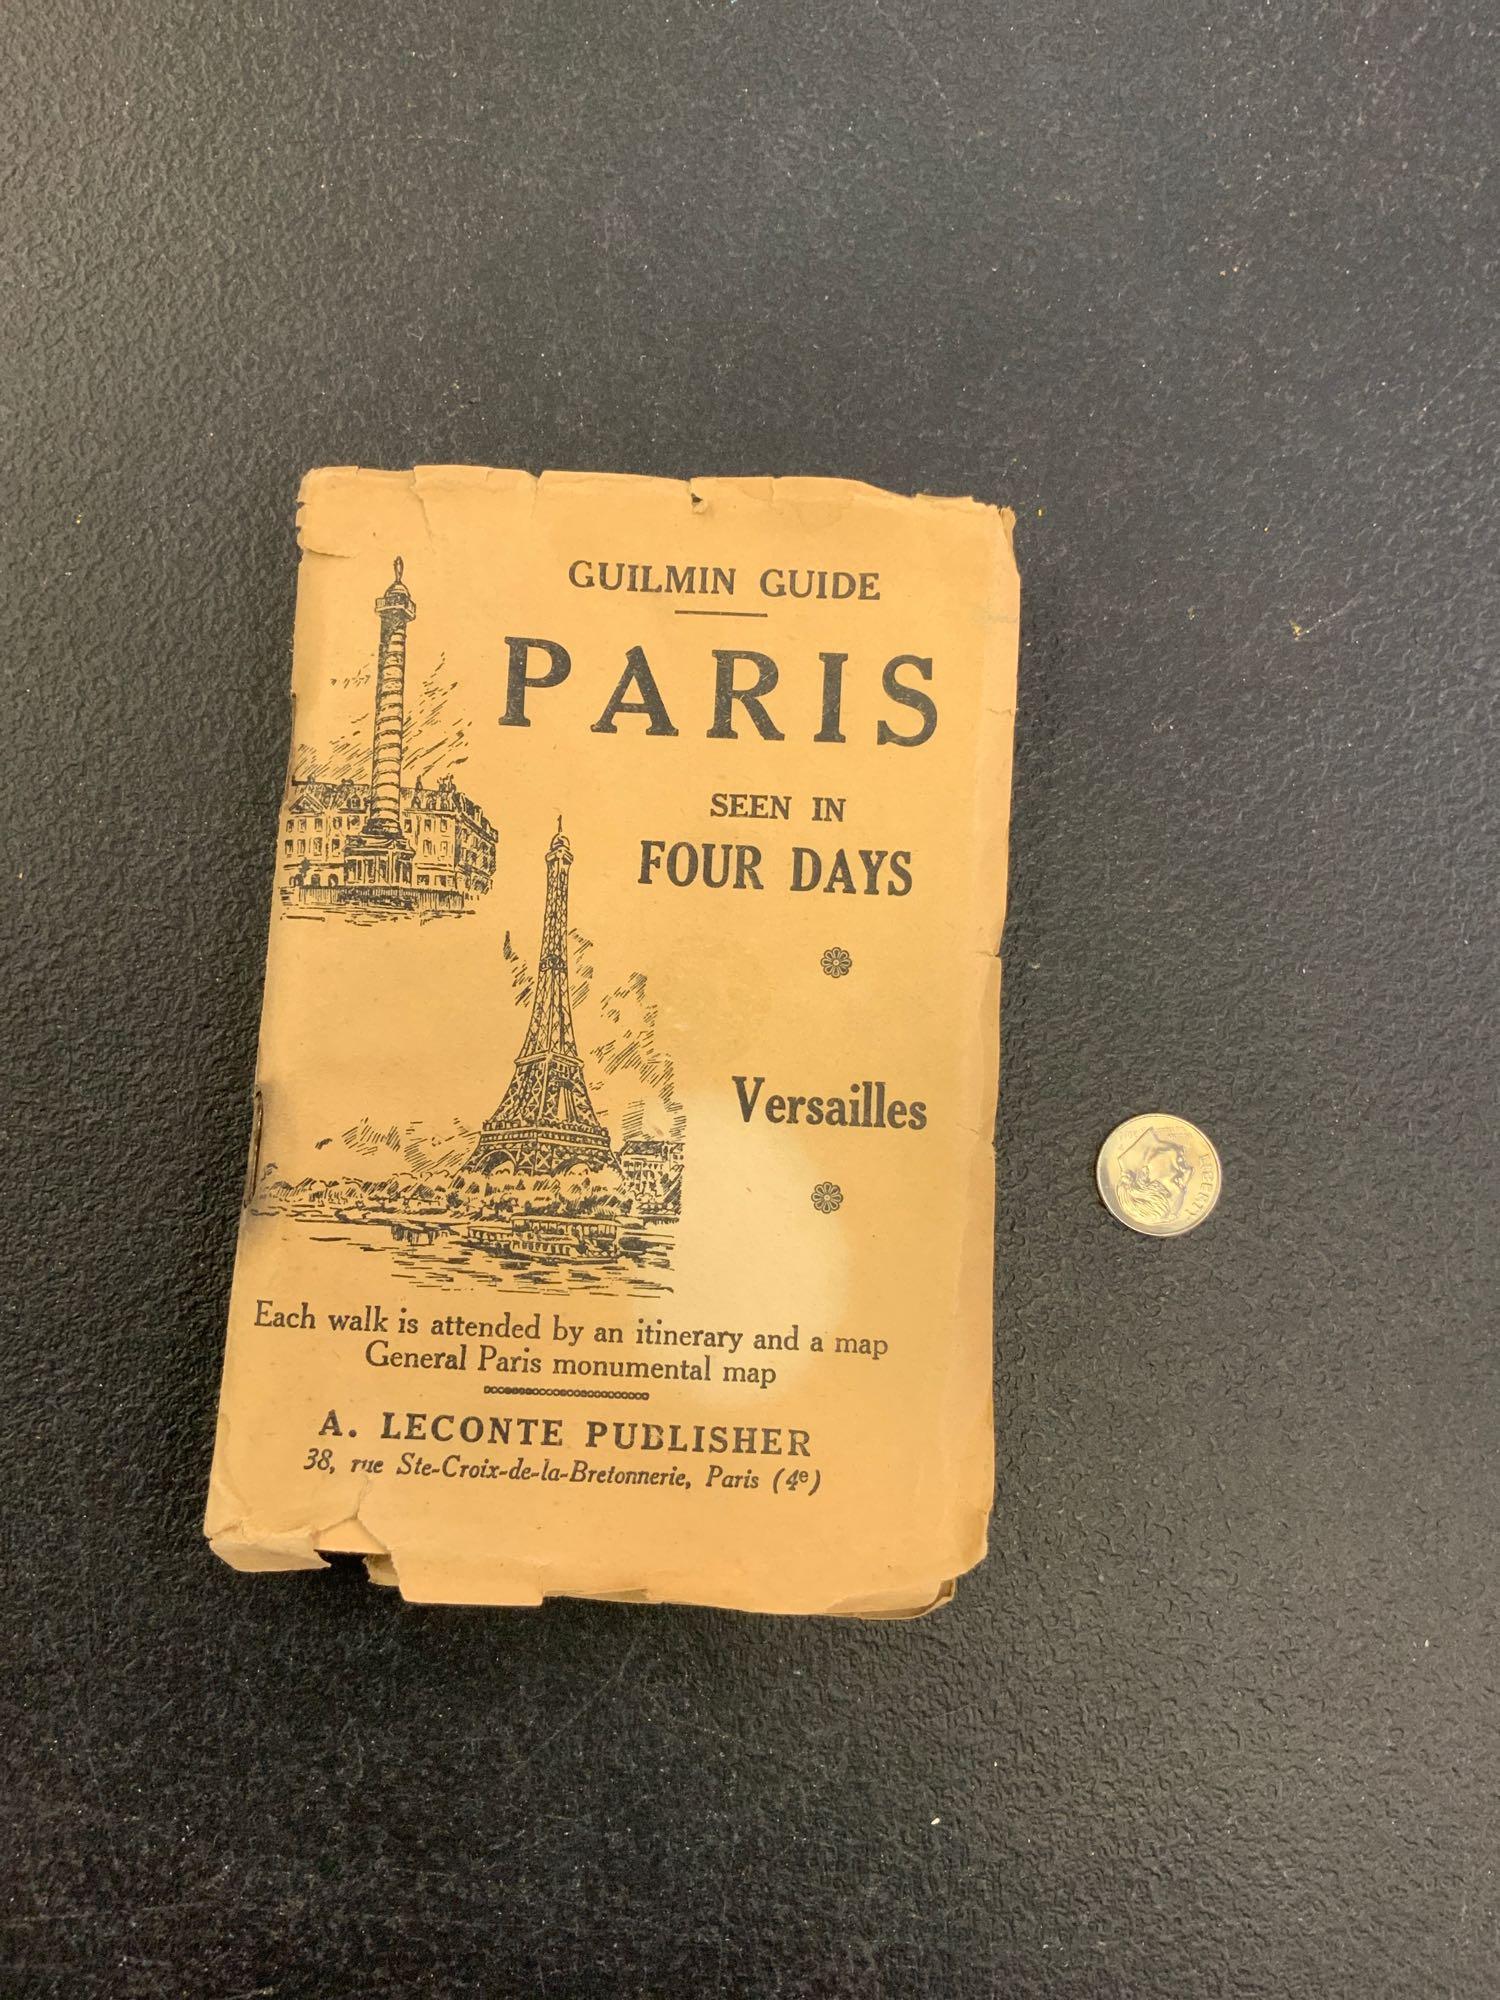 GUILMIN GUIDE
PARIS
SEEN IN
FOUR DAYS
Versailles
Each walk is attended by an itinerary and a map
General Paris monumental map
A. LECONTE PUBLISHER
38, rue Ste-Croix-de-la-Bretonnerie, Paris (4e)
LIBERTY